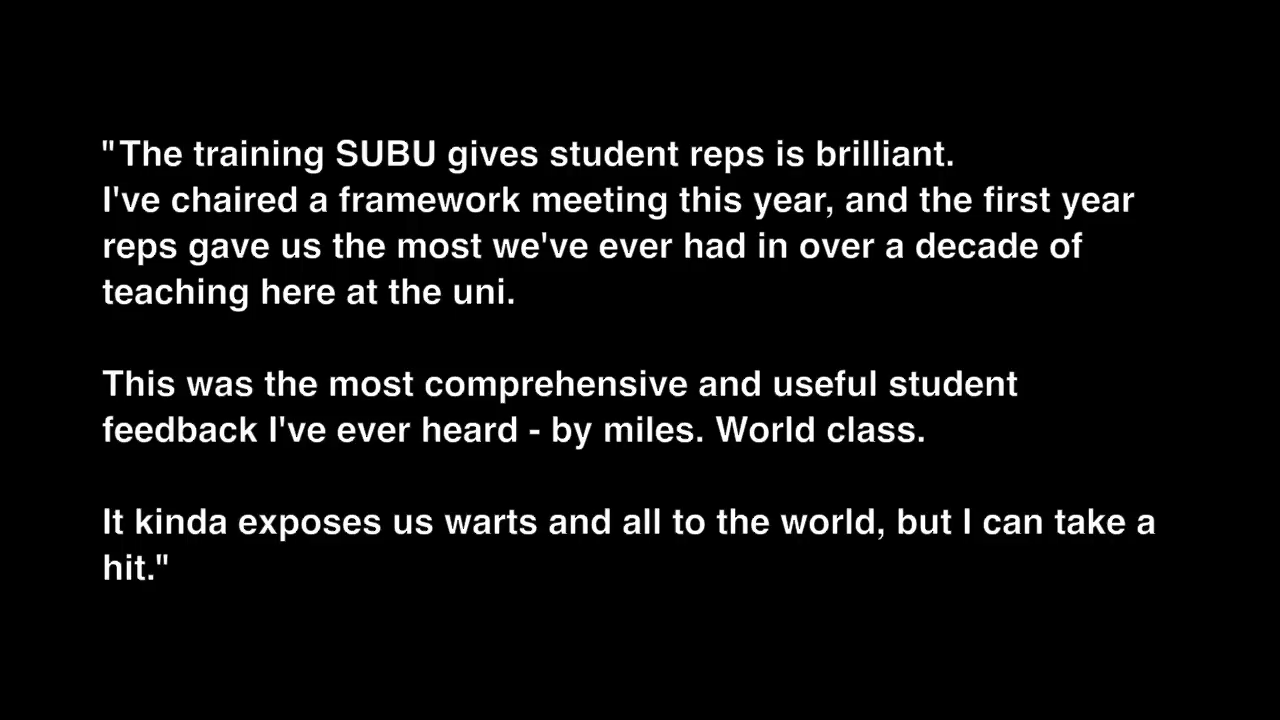 "The training SUBU gives student reps is brilliant.
I've chaired a framework meeting this year, and the first year
reps gave us the most we've ever had in over a decade of
teaching here at the uni.
This was the most comprehensive and useful student
feedback I've ever heard - by miles. World class.
It kinda exposes us warts and all to the world, but I can take a
hit."